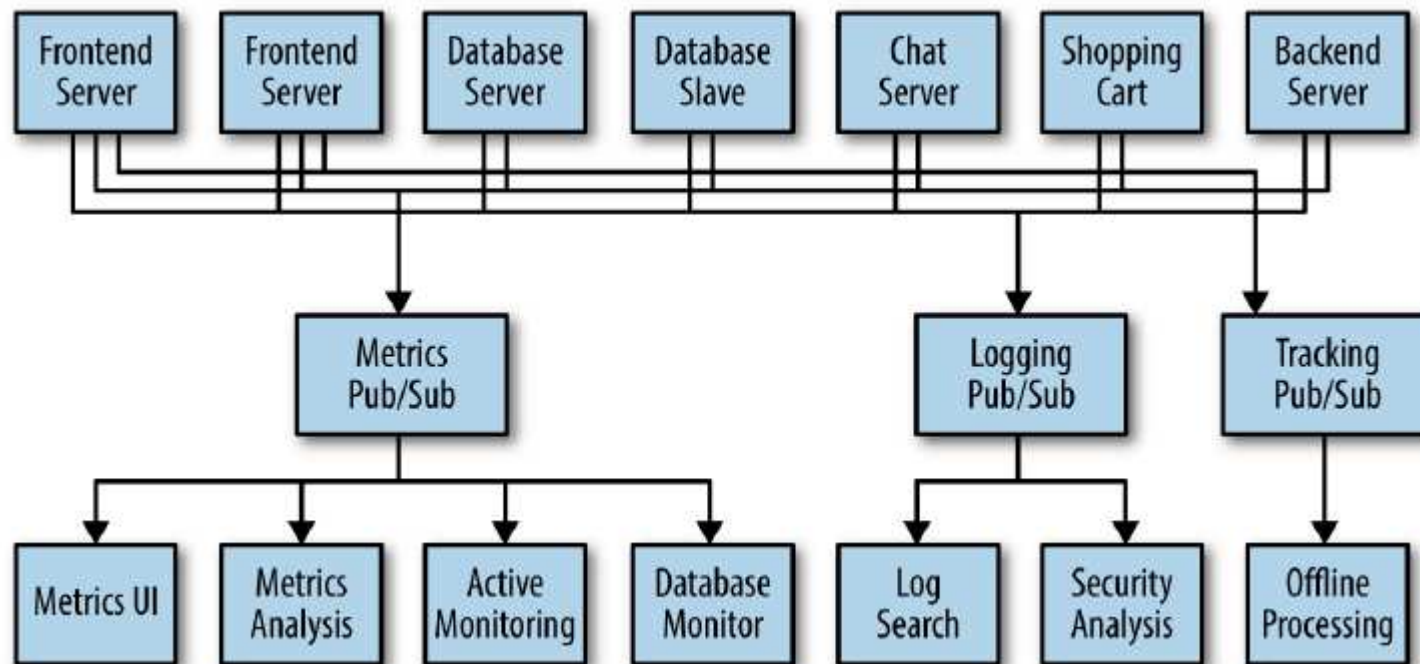 Frontend
Server
Frontend
Server
Database
Server
Database
Slave
Chat
Server
Shopping
Cart
Backend
Server
Metrics
Pub/Sub
Logging
Pub/Sub
Tracking
Pub/Sub
Metrics UI
Metrics
Analysis
Active
Monitoring
Database
Monitor
Log
Search
Security
Analysis
Offline
Processing